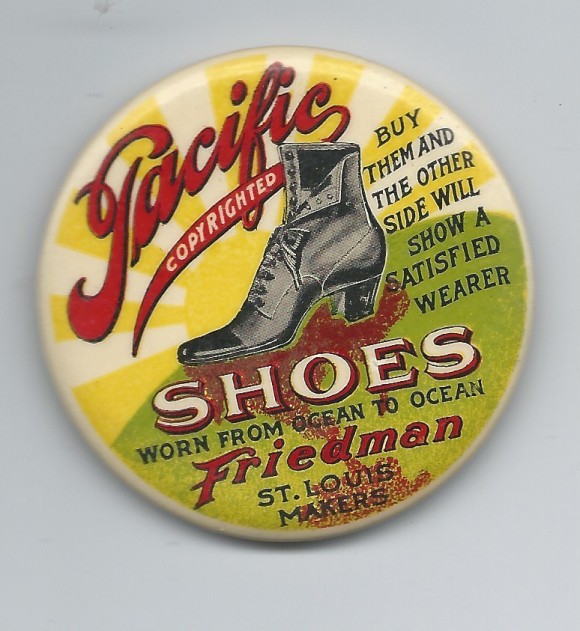 Pacific
COPYRIGHTED
BUY
THEM AND
THE OTHER
SIDE WILL
SHOW A
SATISFIED
WEARER
SHOES
WORN FROM OCEAN TO OCEAN
Friedman
ST. LOUIS
MAKERS